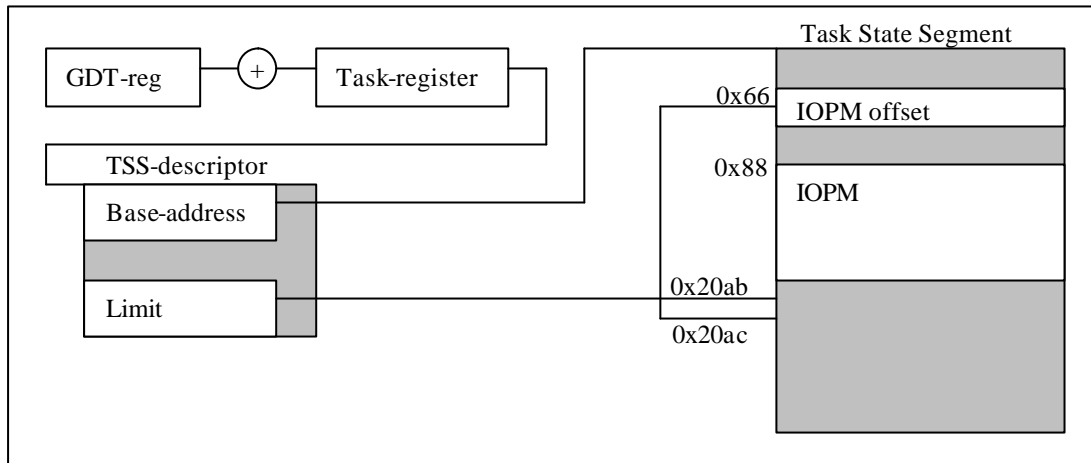 Task State Segment
GDT-reg
+
Task-register
0x66
IOPM offset
TSS-descriptor
0x88
Base-address
IOPM
0x20ab
Limit
0x20ac